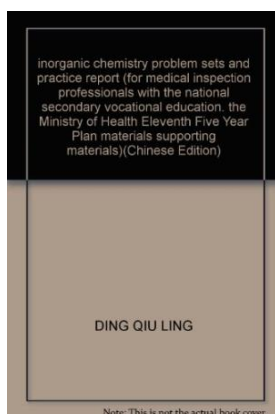 inorganic chemistry problem sets and
practice report (for medical inspection
professionals with the national
secondary vocational education. the
Ministry of Health Eleventh Five Year
Plan materials supporting
materials)(Chinese Edition)
DING QIU LING
Note: This is not the actual book cover